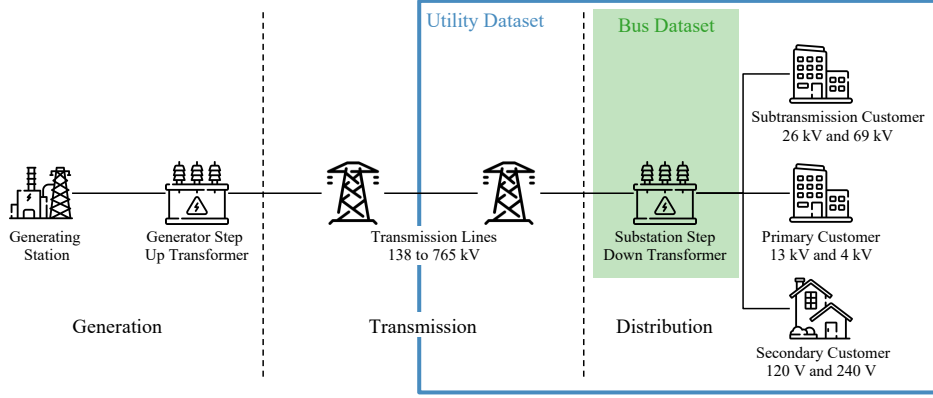 Utility Dataset
Bus Dataset
Subtransmission Customer
26 kV and 69 kV
Generating
Station
Generator Step
Up Transformer
Transmission Lines
138 to 765 kV
Substation Step
Down Transformer
Primary Customer
13 kV and 4 kV
Generation
Transmission
Distribution
Secondary Customer
120 V and 240 V